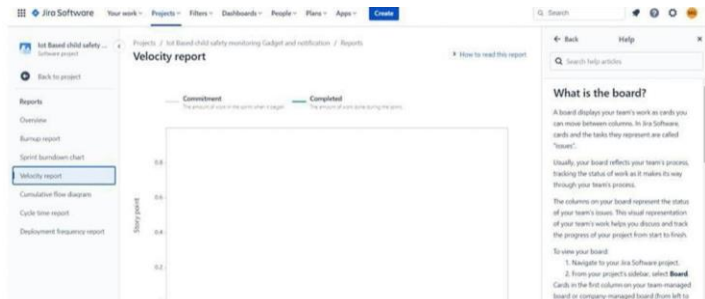 Jira Software Your work Projects Filters Dashboards People Plans Apps Create Search
Iot Based child safety ...
Software project
Back to project
Reports
Overview
Burnup report
Sprint burndown chart
Velocity report
Cumulative flow diagram
Cycle time report
Deployment frequency report
Projects / Iot Based child safety monitoring Gadget and notification / Reports
Velocity report
How to read this report
Commitment
The amount of work in the sprint when it began.
Completed
The amount of work done during the sprint.
0.8
0.6
0.4
0.2
Story point
Back Help
Search help articles
What is the board?
A board displays your team's work as cards you
can move between columns. In Jira Software,
cards and the tasks they represent are called
"issues".
Usually, your board reflects your team's process,
tracking the status of work as it makes its way
through your team's process.
The columns on your board represent the status
of your team's issues. This visual representation
of your team's work helps you discuss and track
the progress of your project from start to finish.
To view your board:
1. Navigate to your Jira Software project.
2. From your project's sidebar, select Board.
Cards in the first column on your team-managed
board or company-managed board (from left to